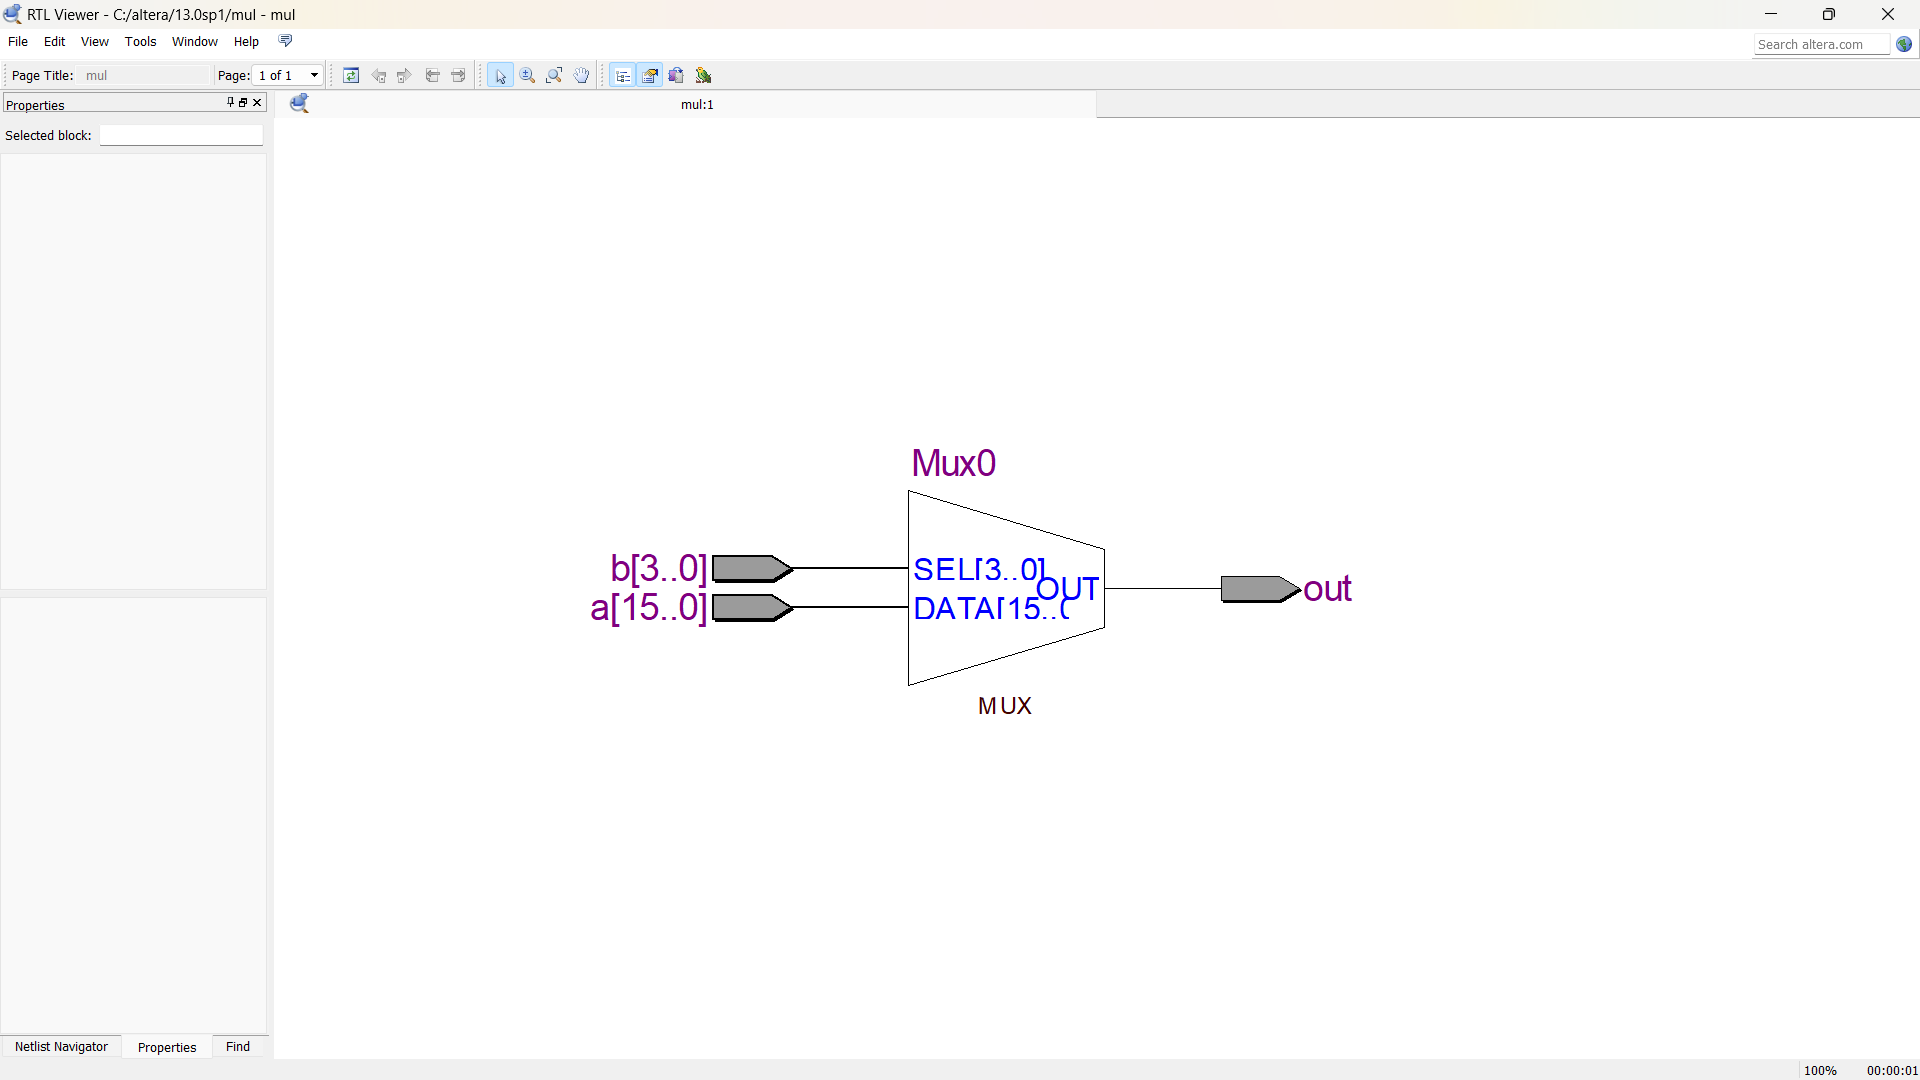 RTL Viewer - C:/altera/13.0sp1/mul - mul
File Edit View Tools Window Help
Search altera.com
Page Title: mul Page: 1 of 1
Properties
mul:1
Selected block:
Mux0
b[3..0] SEL[3..0]
OUT out
a[15..0] DATA[15..0
MUX
Netlist Navigator Properties Find
100% 00:00:01